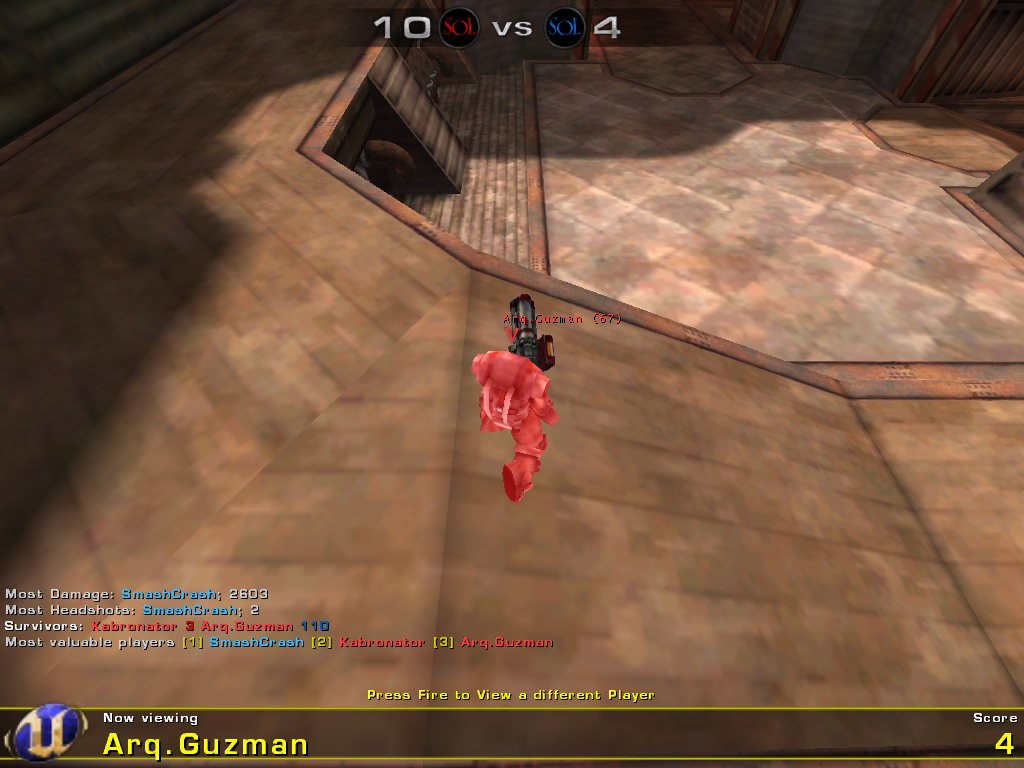 10 SOL vs SOL 4
Arq.Guzman (67)
Most Damage: SmashCrash; 2603
Most Headshots: SmashCrash; 2
Survivors: Kabronator 3 Arq.Guzman 110
Most valuable players [1] SmashCrash [2] Kabronator [3] Arq.Guzman
Press Fire to View a different Player
Now viewing
Score
Arq.Guzman
4